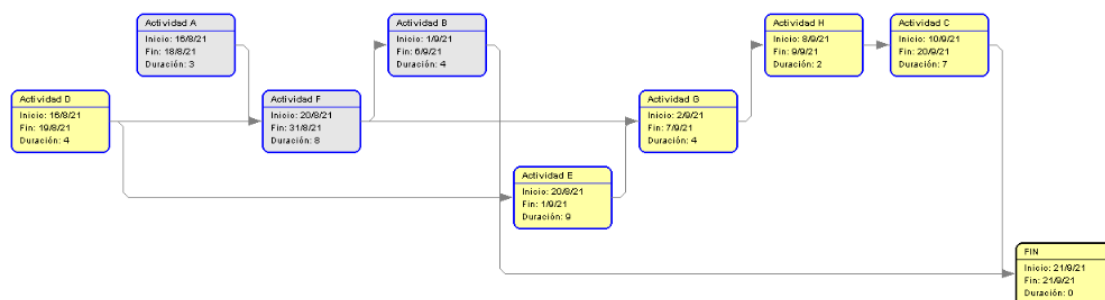 Actividad A
Inicio: 16/8/21
Fin: 18/8/21
Duración: 3
Actividad B
Inicio: 1/9/21
Fin: 6/9/21
Duración: 4
Actividad H
Inicio: 8/9/21
Fin: 9/9/21
Duración: 2
Actividad C
Inicio: 10/9/21
Fin: 20/9/21
Duración: 7
Actividad D
Inicio: 16/8/21
Fin: 19/8/21
Duración: 4
Actividad F
Inicio: 20/8/21
Fin: 31/8/21
Duración: 8
Actividad G
Inicio: 2/9/21
Fin: 7/9/21
Duración: 4
Actividad E
Inicio: 20/8/21
Fin: 1/9/21
Duración: 9
FIN
Inicio: 21/9/21
Fin: 21/9/21
Duración: 0